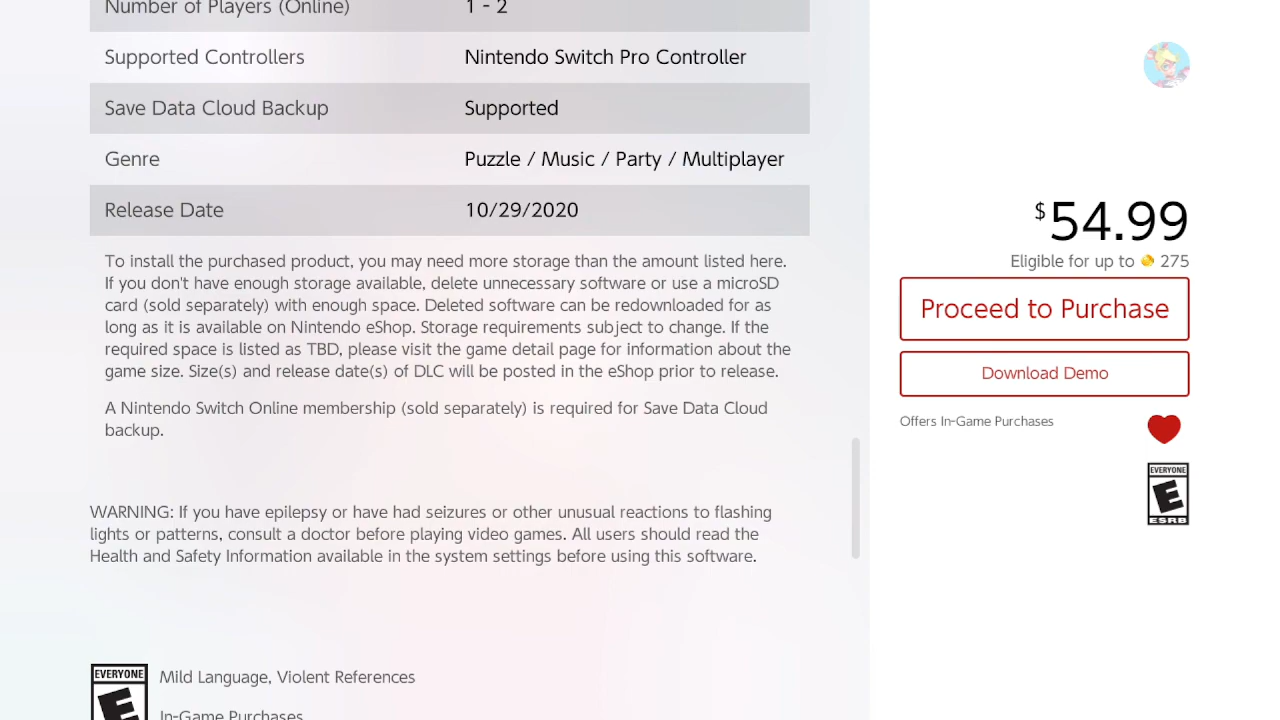 Number of Players (Online) 1 - 2
Supported Controllers Nintendo Switch Pro Controller
Save Data Cloud Backup Supported
Genre Puzzle / Music / Party / Multiplayer
Release Date 10/29/2020
To install the purchased product, you may need more storage than the amount listed here.
If you don't have enough storage available, delete unnecessary software or use a microSD
card (sold separately) with enough space. Deleted software can be redownloaded for as
long as it is available on Nintendo eShop. Storage requirements subject to change. If the
required space is listed as TBD, please visit the game detail page for information about the
game size. Size(s) and release date(s) of DLC will be posted in the eShop prior to release.
A Nintendo Switch Online membership (sold separately) is required for Save Data Cloud
backup.
WARNING: If you have epilepsy or have had seizures or other unusual reactions to flashing
lights or patterns, consult a doctor before playing video games. All users should read the
Health and Safety Information available in the system settings before using this software.
EVERYONE
E
Mild Language, Violent References
In-Game Purchases
$54.99
Eligible for up to 275
Proceed to Purchase
Download Demo
Offers In-Game Purchases
EVERYONE
E
ESRB